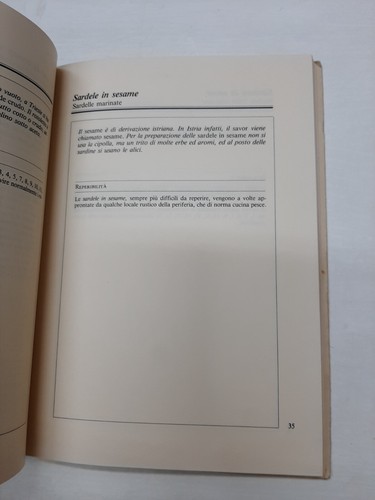 vuoto, a Torino
Sardele in sesame
Sardelle marinate
Il sesame è di derivazione istriana. In Istria infatti, il savor viene
chiamato sesame. Per la preparazione delle sardele in sesame non si
usa la cipolla, ma un trito di molte erbe ed aromi, ed al posto delle
sardine si usano le alici.
REPERIBILITÀ
Le sardele in sesame, sempre più difficili da reperire, vengono a volte ap-
prontate da qualche locale rustico della periferia, che di norma cucina pesce.
35